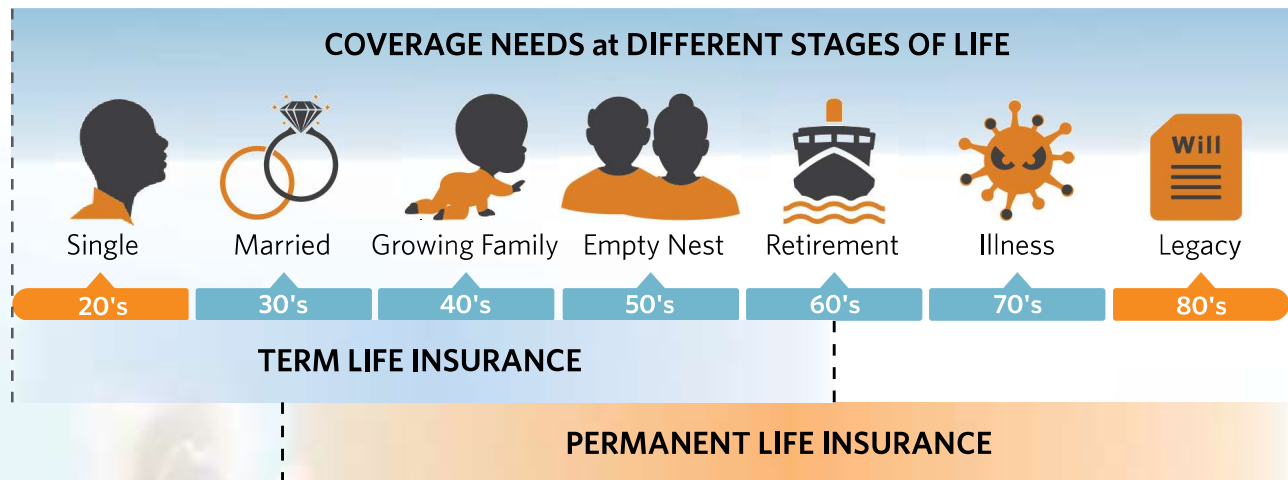 COVERAGE NEEDS at DIFFERENT STAGES OF LIFE
Will
Single Married Growing Family Empty Nest Retirement Illness Legacy
20's 30's 40's 50's 60's 70's 80's
TERM LIFE INSURANCE
PERMANENT LIFE INSURANCE